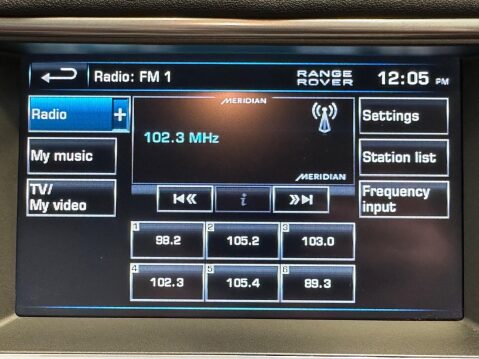 Radio: FM 1
RANGE ROVER
12:05 PM
Radio +
MERIDIAN
Settings
102.3 MHz
My music
Station list
MERIDIAN
TV/
My video
i
Frequency
input
1 98.2
2 105.2
3 103.0
4 102.3
5 105.4
6 89.3